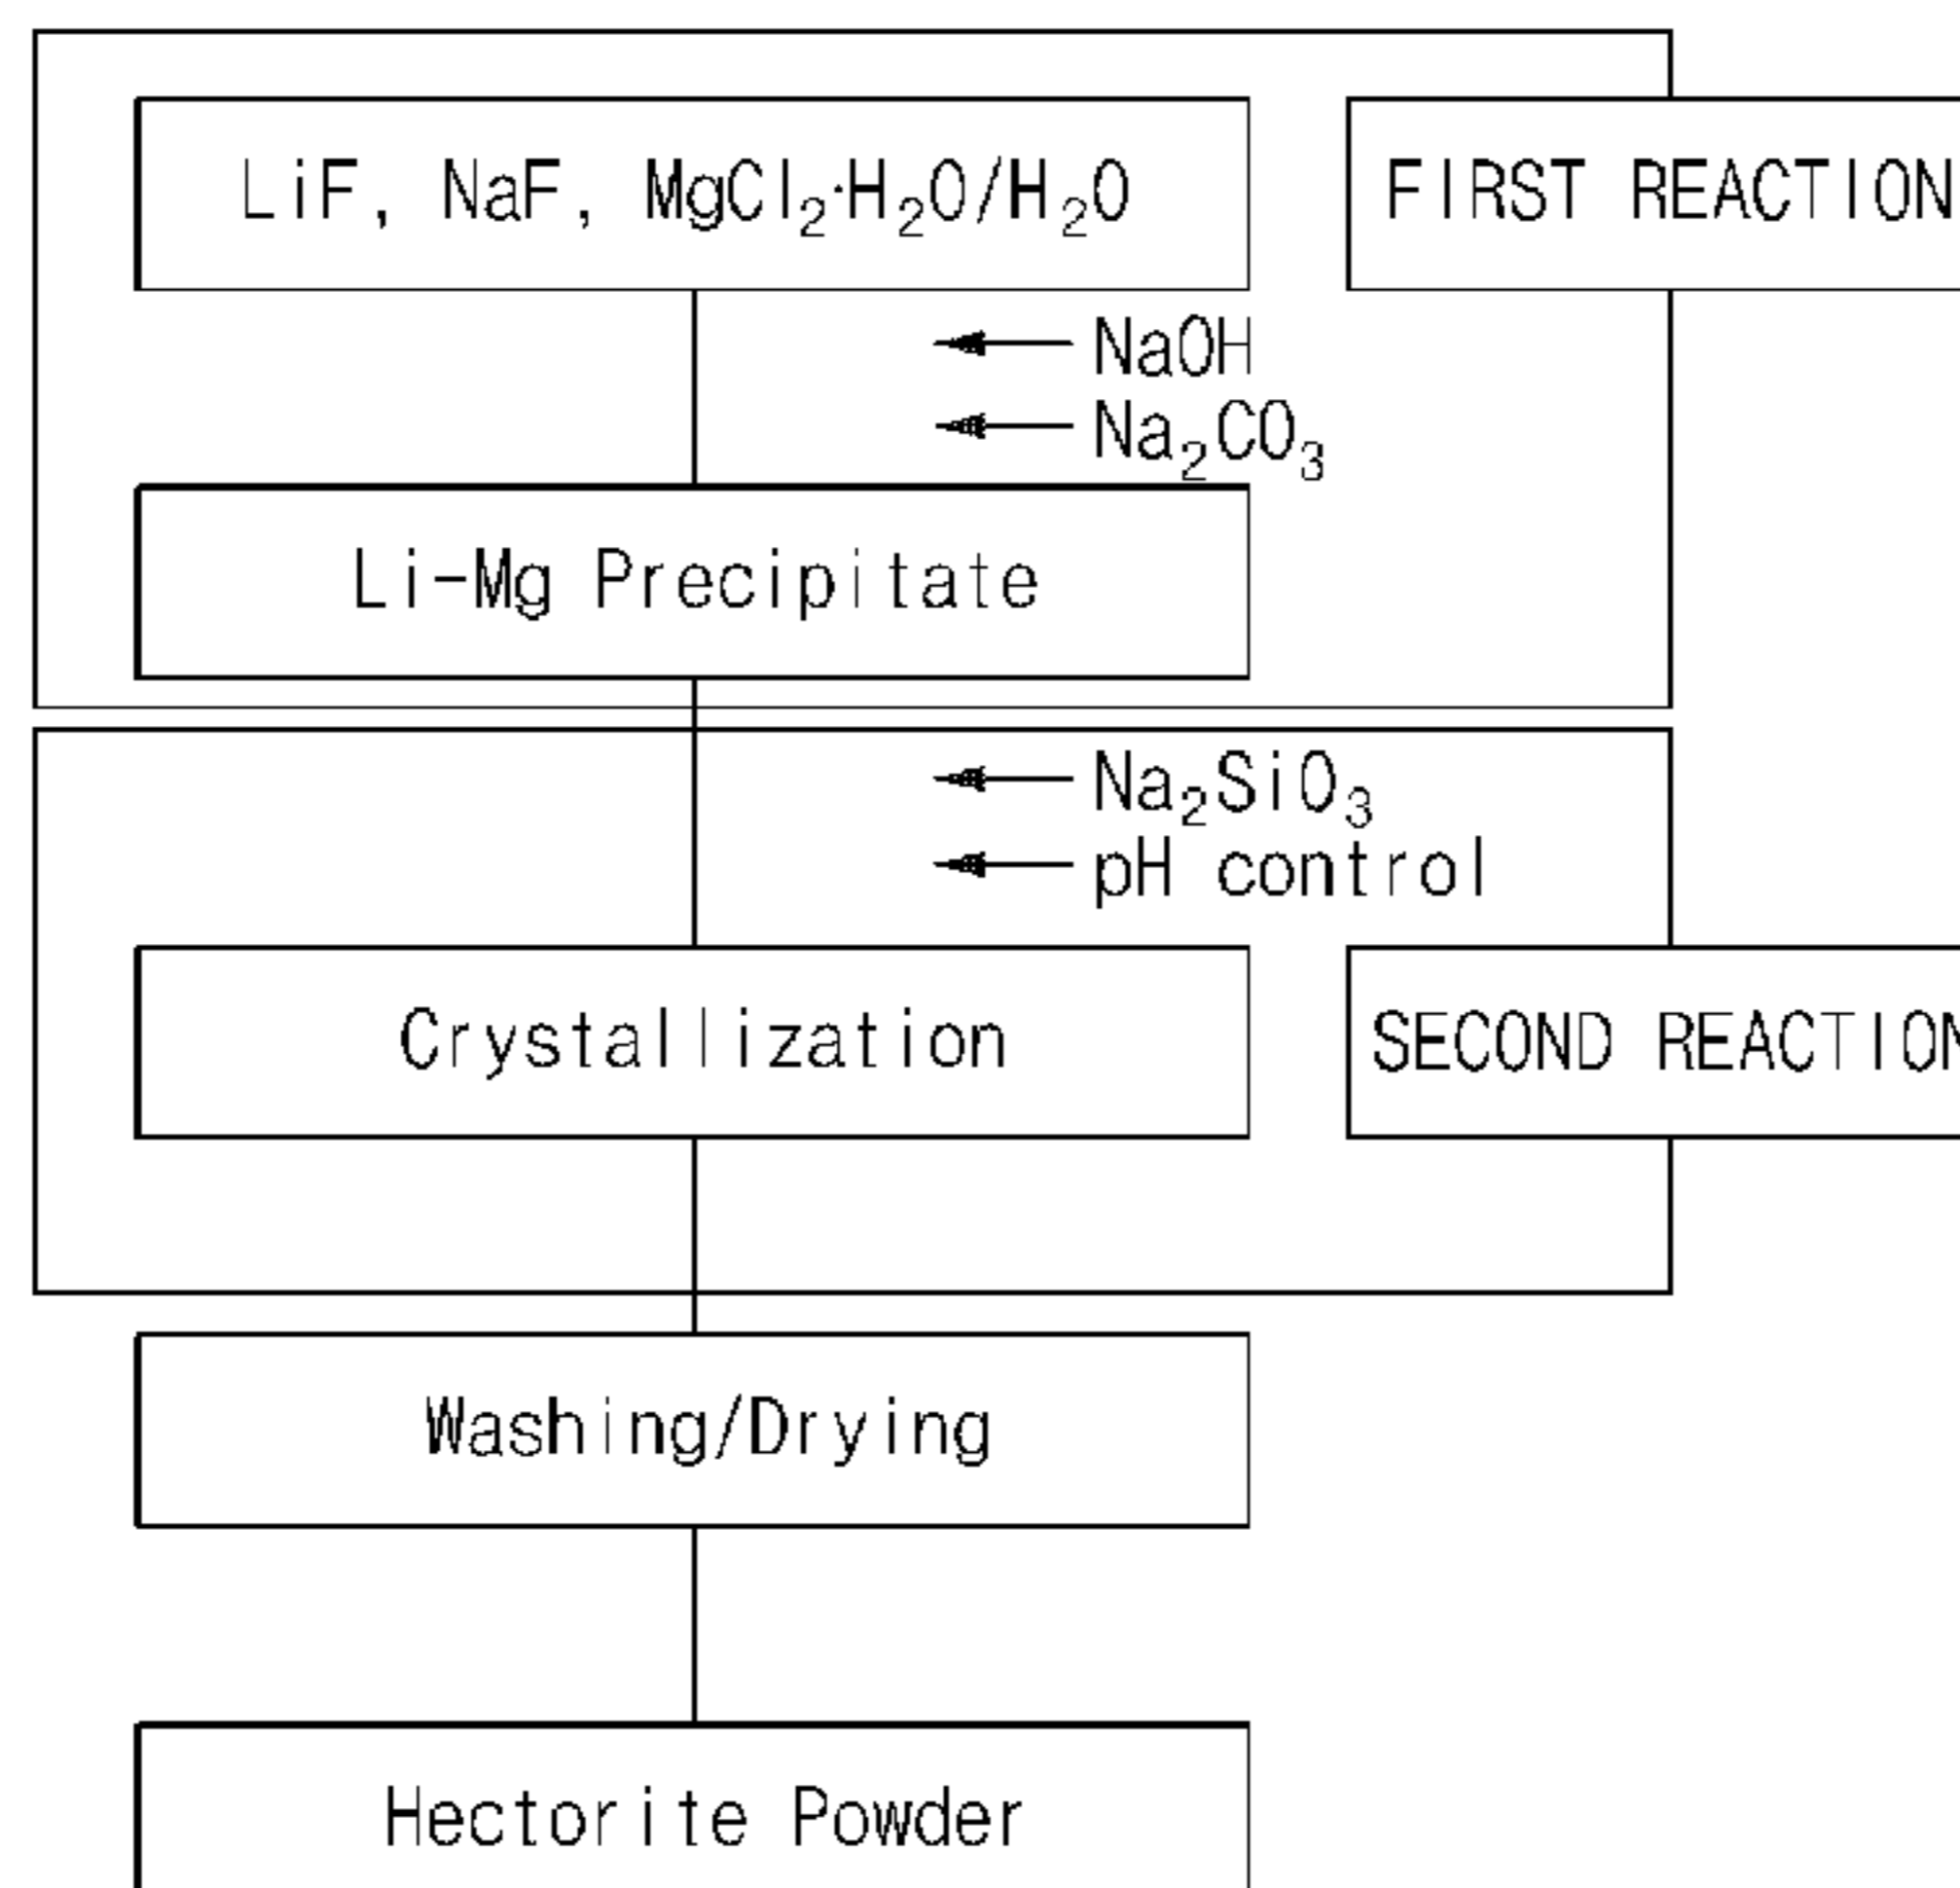 LiF, NaF, MgCl₂·H₂O/H₂O
FIRST REACTION
NaOH
Na₂CO₃
Li-Mg Precipitate
Na₂SiO₃
pH control
Crystallization
SECOND REACTION
Washing/Drying
Hectorite Powder